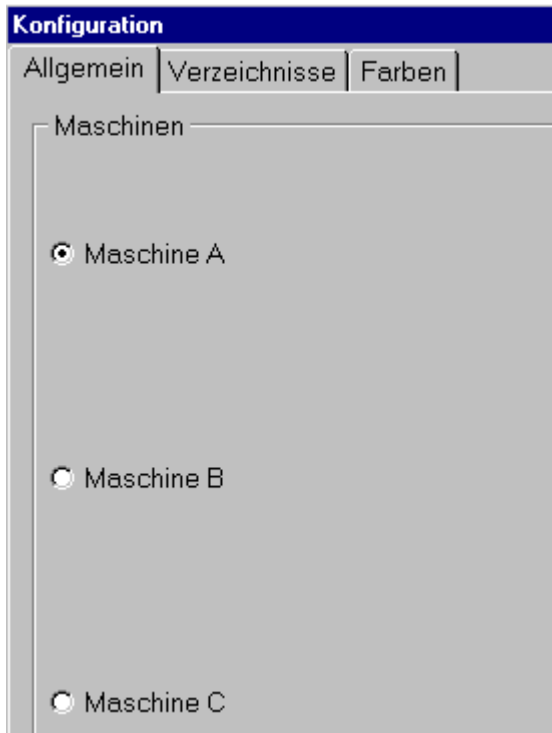 Konfiguration
Allgemein Verzeichnisse Farben
Maschinen
Maschine A
Maschine B
Maschine C